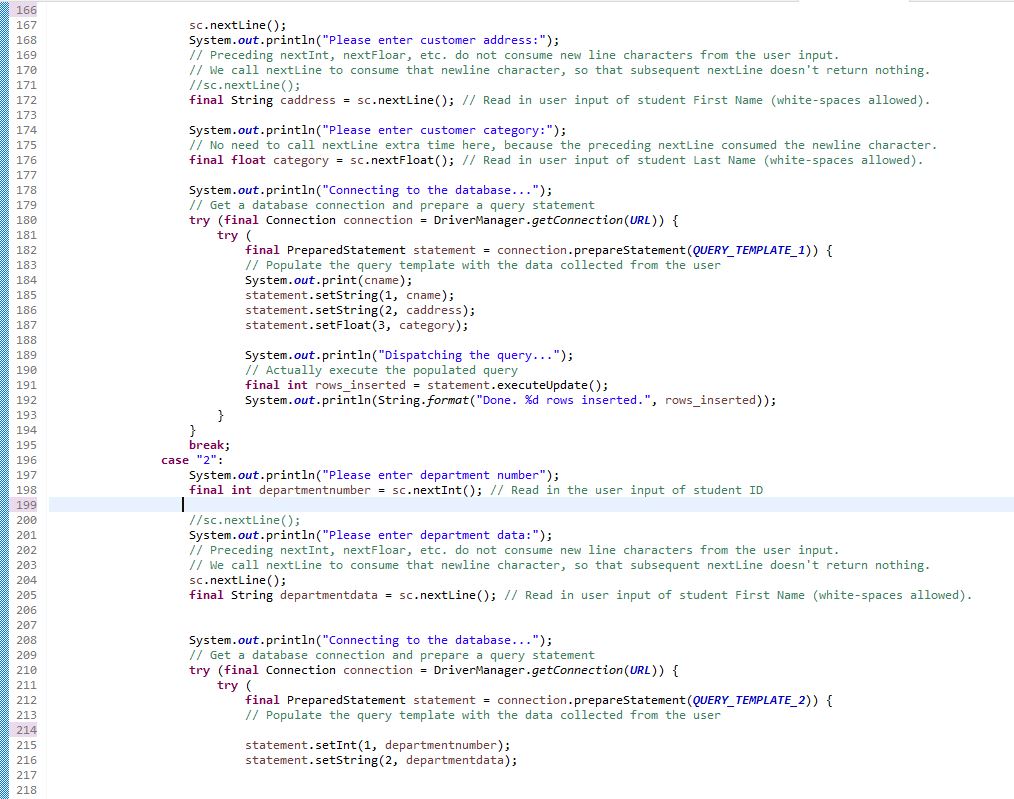 166
167 sc.nextLine();
168 System.out.println("Please enter customer address:");
169 // Preceding nextInt, nextFloar, etc. do not consume new line characters from the user input.
170 // We call nextLine to consume that newline character, so that subsequent nextLine doesn't return nothing.
171 //sc.nextLine();
172 final String caddress = sc.nextLine(); // Read in user input of student First Name (white-spaces allowed).
173
174 System.out.println("Please enter customer category:");
175 // No need to call nextLine extra time here, because the preceding nextLine consumed the newline character.
176 final float category = sc.nextFloat(); // Read in user input of student Last Name (white-spaces allowed).
177
178 System.out.println("Connecting to the database...");
179 // Get a database connection and prepare a query statement
180 try (final Connection connection = DriverManager.getConnection(URL)) {
181 try (
182 final PreparedStatement statement = connection.prepareStatement(QUERY_TEMPLATE_1)) {
183 // Populate the query template with the data collected from the user
184 System.out.print(cname);
185 statement.setString(1, cname);
186 statement.setString(2, caddress);
187 statement.setFloat(3, category);
188
189 System.out.println("Dispatching the query...");
190 // Actually execute the populated query
191 final int rows_inserted = statement.executeUpdate();
192 System.out.println(String.format("Done. %d rows inserted.", rows_inserted));
193 }
194 }
195 break;
196 case "2":
197 System.out.println("Please enter department number");
198 final int departmentnumber = sc.nextInt(); // Read in the user input of student ID
199
200 //sc.nextLine();
201 System.out.println("Please enter department data:");
202 // Preceding nextInt, nextFloar, etc. do not consume new line characters from the user input.
203 // We call nextLine to consume that newline character, so that subsequent nextLine doesn't return nothing.
204 sc.nextLine();
205 final String departmentdata = sc.nextLine(); // Read in user input of student First Name (white-spaces allowed).
206
207
208 System.out.println("Connecting to the database...");
209 // Get a database connection and prepare a query statement
210 try (final Connection connection = DriverManager.getConnection(URL)) {
211 try (
212 final PreparedStatement statement = connection.prepareStatement(QUERY_TEMPLATE_2)) {
213 // Populate the query template with the data collected from the user
214
215 statement.setInt(1, departmentnumber);
216 statement.setString(2, departmentdata);
217
218